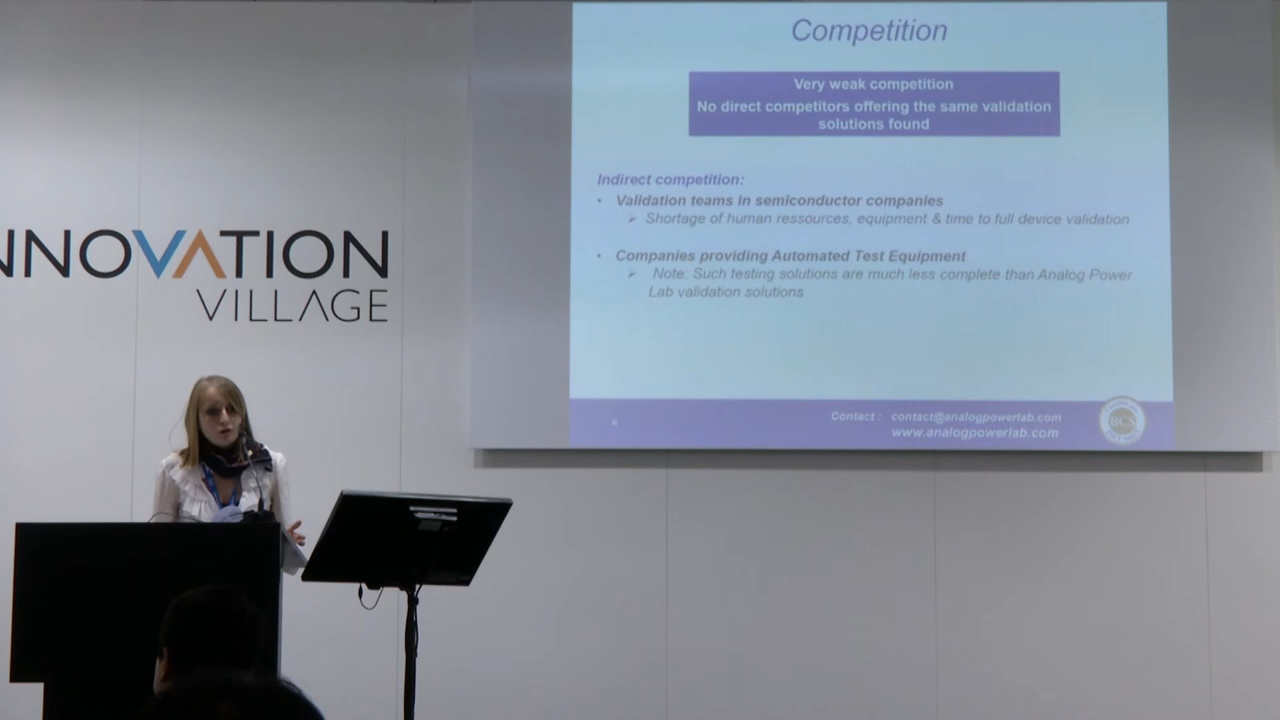 Competition
Very weak competition
No direct competitors offering the same validation
solutions found
Indirect competition:
• Validation teams in semiconductor companies
➢ Shortage of human ressources, equipment & time to full device validation
• Companies providing Automated Test Equipment
➢ Note: Such testing solutions are much less complete than Analog Power
Lab validation solutions
6
Contact : contact@analogpowerlab.com
www.analogpowerlab.com
BCS
NNOVATION
VILLAGE